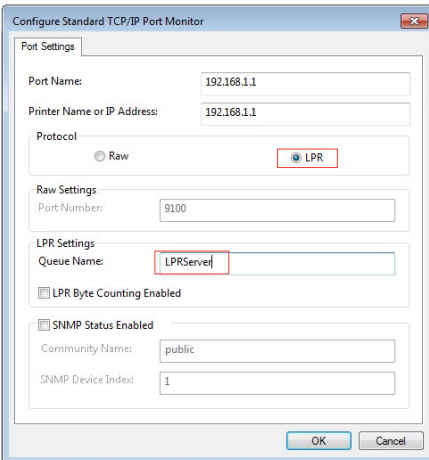 Configure Standard TCP/IP Port Monitor
Port Settings
Port Name: 192.168.1.1
Printer Name or IP Address: 192.168.1.1
Protocol
Raw LPR
Raw Settings
Port Number: 9100
LPR Settings
Queue Name: LPRServer
LPR Byte Counting Enabled
SNMP Status Enabled
Community Name: public
SNMP Device Index: 1
OK Cancel